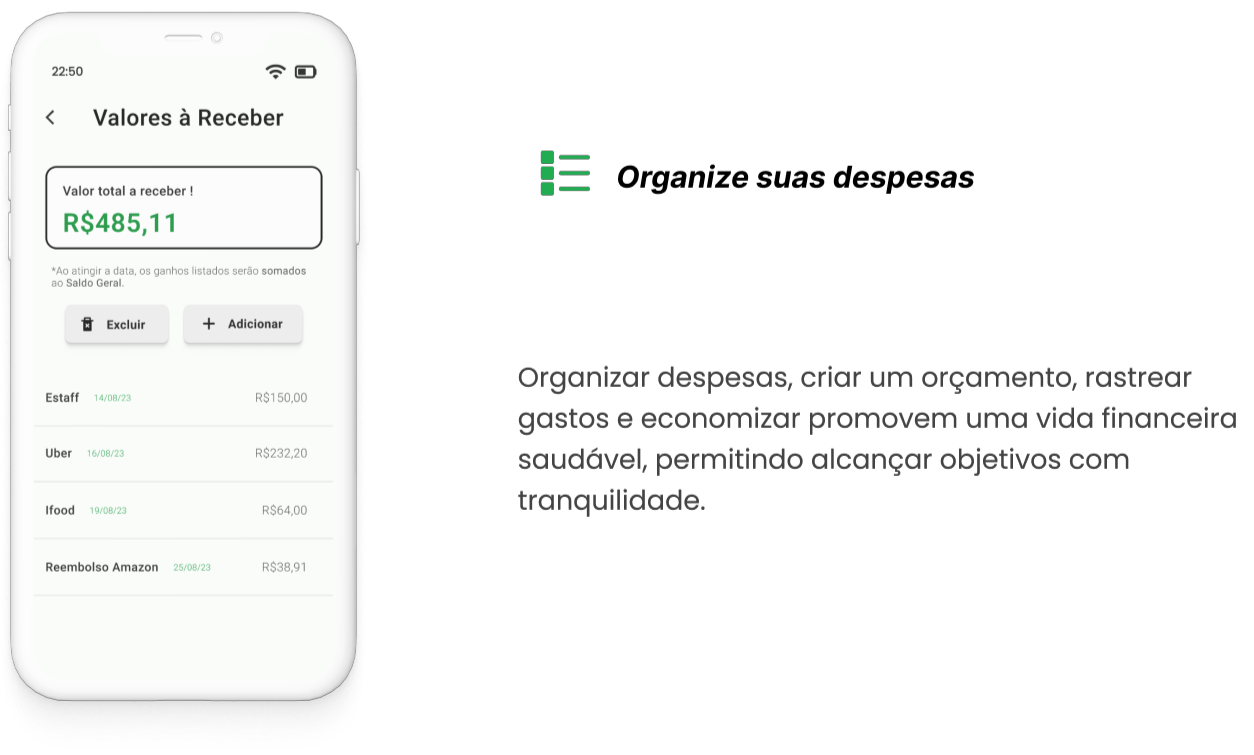 22:50
Valores à Receber
Valor total a receber !
R$485,11
*Ao atingir a data, os ganhos listados serão somados
ao Saldo Geral.
Excluir
Adicionar
Estaff 14/08/23 R$150,00
Uber 16/08/23 R$232,20
Ifood 19/08/23 R$64,00
Reembolso Amazon 25/08/23 R$38,91
Organize suas despesas
Organizar despesas, criar um orçamento, rastrear
gastos e economizar promovem uma vida financeira
saudável, permitindo alcançar objetivos com
tranquilidade.